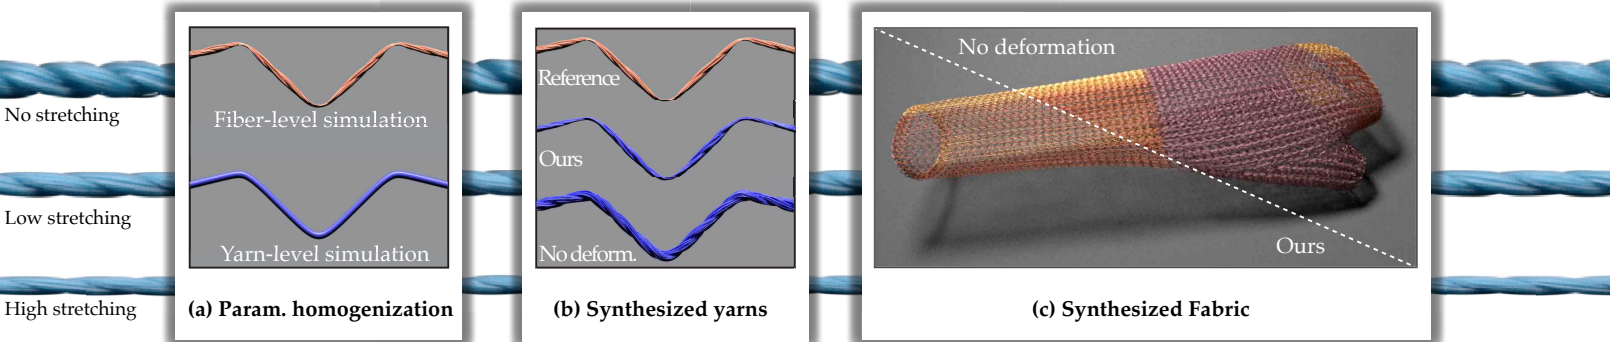 No stretching
Low stretching
High stretching
Fiber-level simulation
Yarn-level simulation
(a) Param. homogenization
Reference
Ours
No deform.
(b) Synthesized yarns
No deformation
Ours
(c) Synthesized Fabric